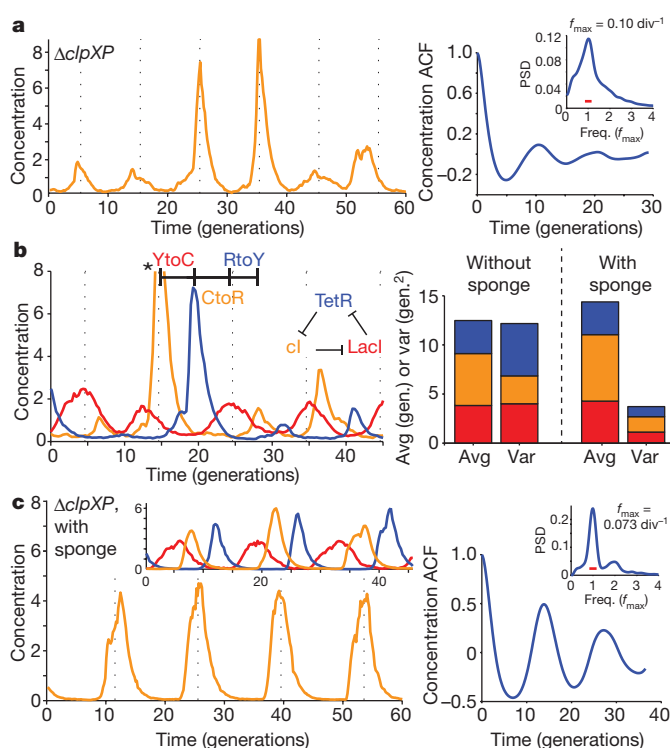 a
ΔclpXP
Concentration
8
6
4
2
0
0 10 20 30 40 50 60
Time (generations)
Concentration ACF
1.0
0.6
0.2
−0.2
0 5 10 15 20 25 30
Time (generations)
f max = 0.10 div⁻¹
PSD
0.12
0.08
0.04
0 1 2 3 4
Freq. (f max)
b
Concentration
8
6
4
2
0
0 10 20 30 40
Time (generations)
*
YtoC RtoY
CtoR
TetR
cI LacI
Avg (gen.) or var (gen.²)
15
10
5
0
Without sponge
With sponge
Avg Var Avg Var
c
ΔclpXP,
with
sponge
Concentration
8
6
4
2
0
0 10 20 30 40 50 60
Time (generations)
6
4
2
0
0 20 40
Concentration ACF
1.0
0.5
0
−0.5
0 10 20 30 40
Time (generations)
f max =
0.073 div⁻¹
PSD
0.2
0.1
0
0 1 2 3 4
Freq. (f max)